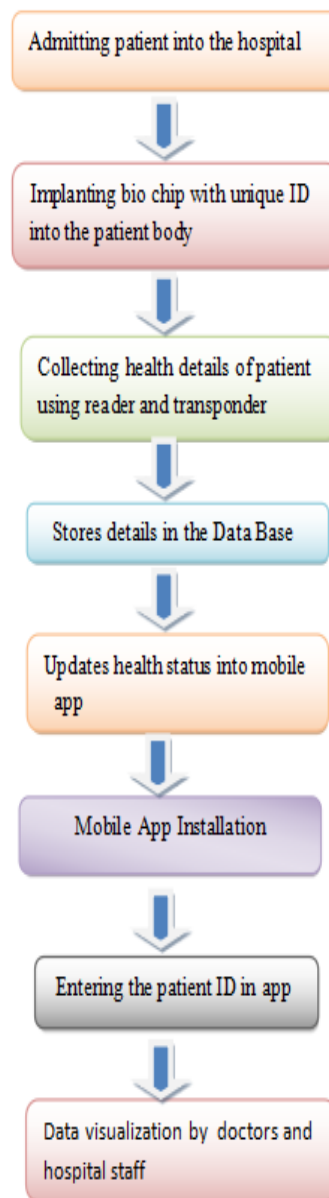 Admitting patient into the hospital
Implanting bio chip with unique ID
into the patient body
Collecting health details of patient
using reader and transponder
Stores details in the Data Base
Updates health status into mobile
app
Mobile App Installation
Entering the patient ID in app
Data visualization by doctors and
hospital staff